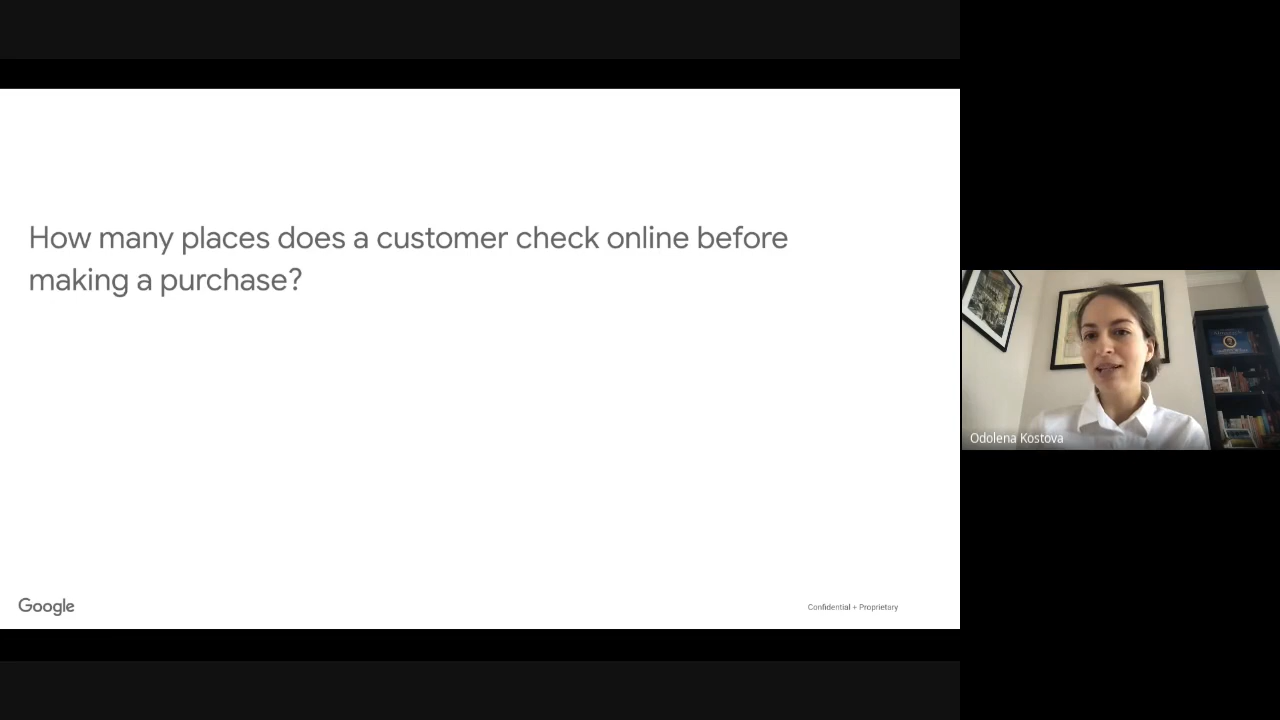 How many places does a customer check online before
making a purchase?
Odolena Kostova
Google
Confidential + Proprietary